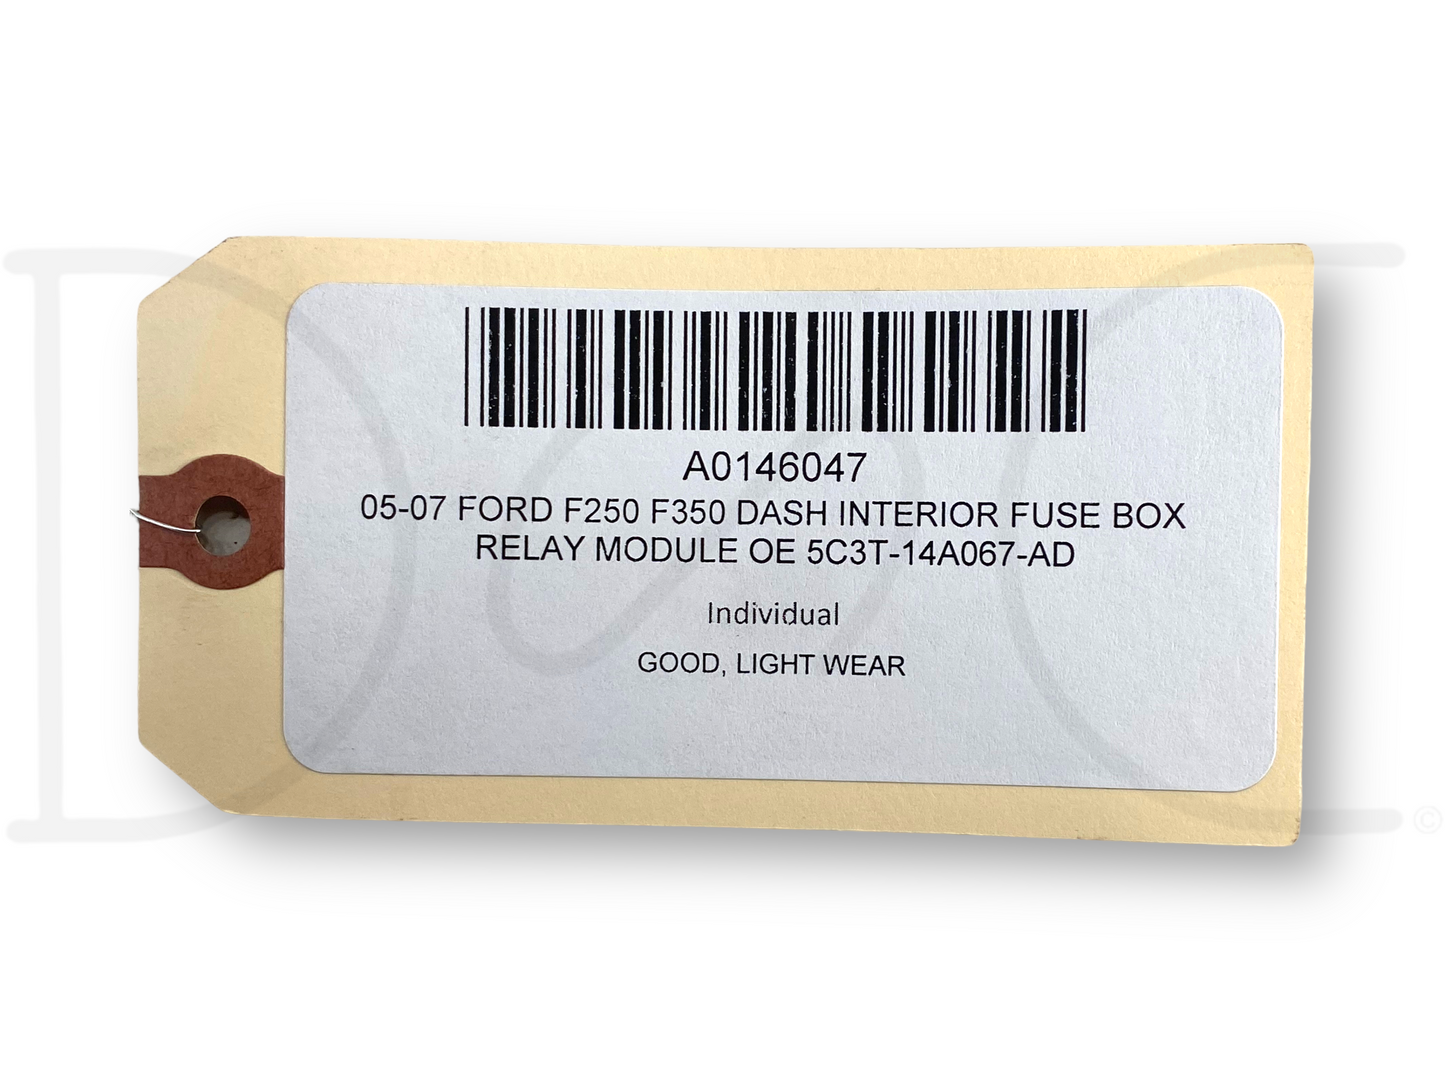 A0146047
05-07 FORD F250 F350 DASH INTERIOR FUSE BOX
RELAY MODULE OE 5C3T-14A067-AD
Individual
GOOD, LIGHT WEAR
©